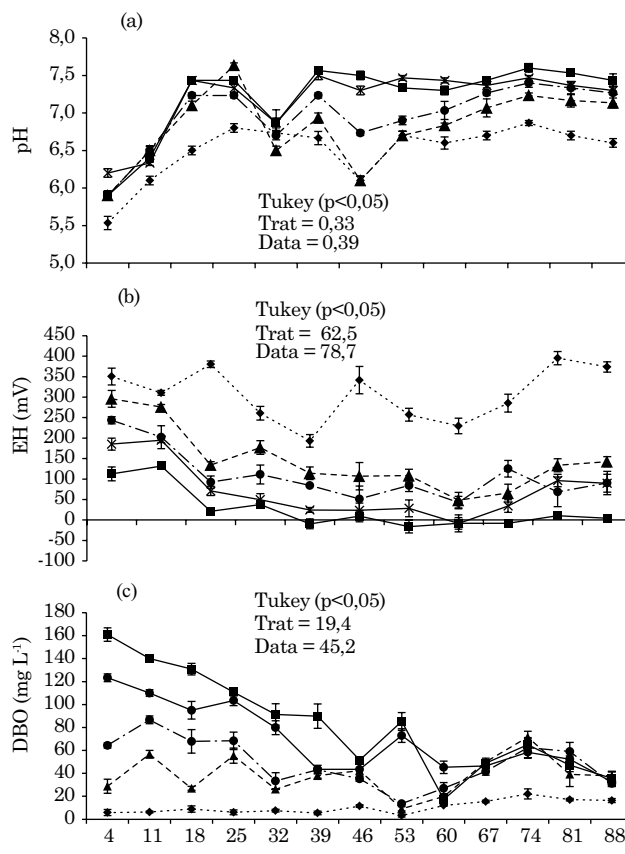 (a)
8,0
7,5
7,0
6,5
6,0
5,5
5,0
pH
Tukey (p<0,05)
Trat = 0,33
Data = 0,39
(b)
450
400
350
300
250
200
150
100
50
0
-50
-100
EH (mV)
Tukey (p<0,05)
Trat = 62,5
Data = 78,7
(c)
180
160
140
120
100
80
60
40
20
0
DBO (mg L-1)
Tukey (p<0,05)
Trat = 19,4
Data = 45,2
4 11 18 25 32 39 46 53 60 67 74 81 88